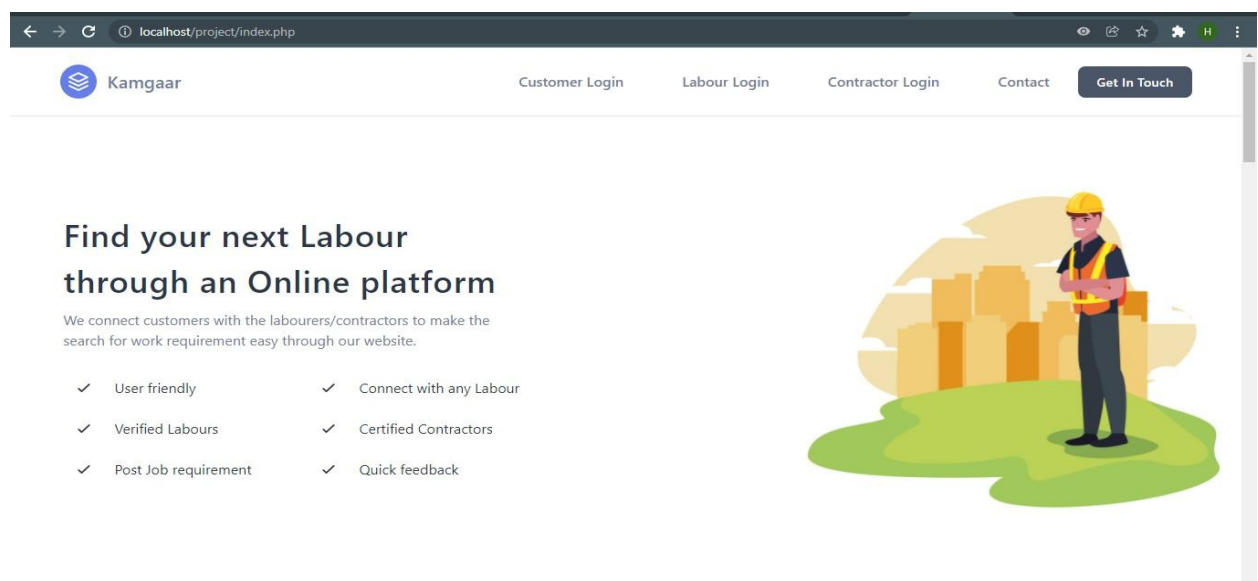 localhost/project/index.php
H
Kamgaar
Customer Login
Labour Login
Contractor Login
Contact
Get In Touch
Find your next Labour
through an Online platform
We connect customers with the labourers/contractors to make the
search for work requirement easy through our website.
User friendly
Connect with any Labour
Verified Labours
Certified Contractors
Post Job requirement
Quick feedback